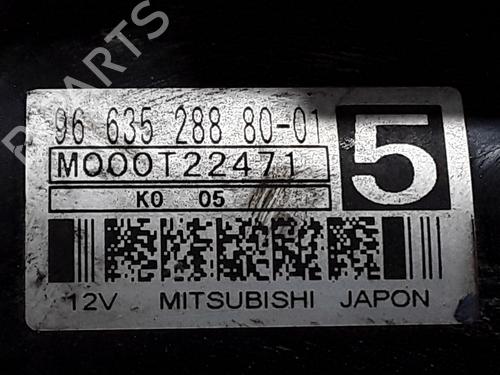 96 635 288 80-01
M000T22471
5
K0 05
12V MITSUBISHI JAPON